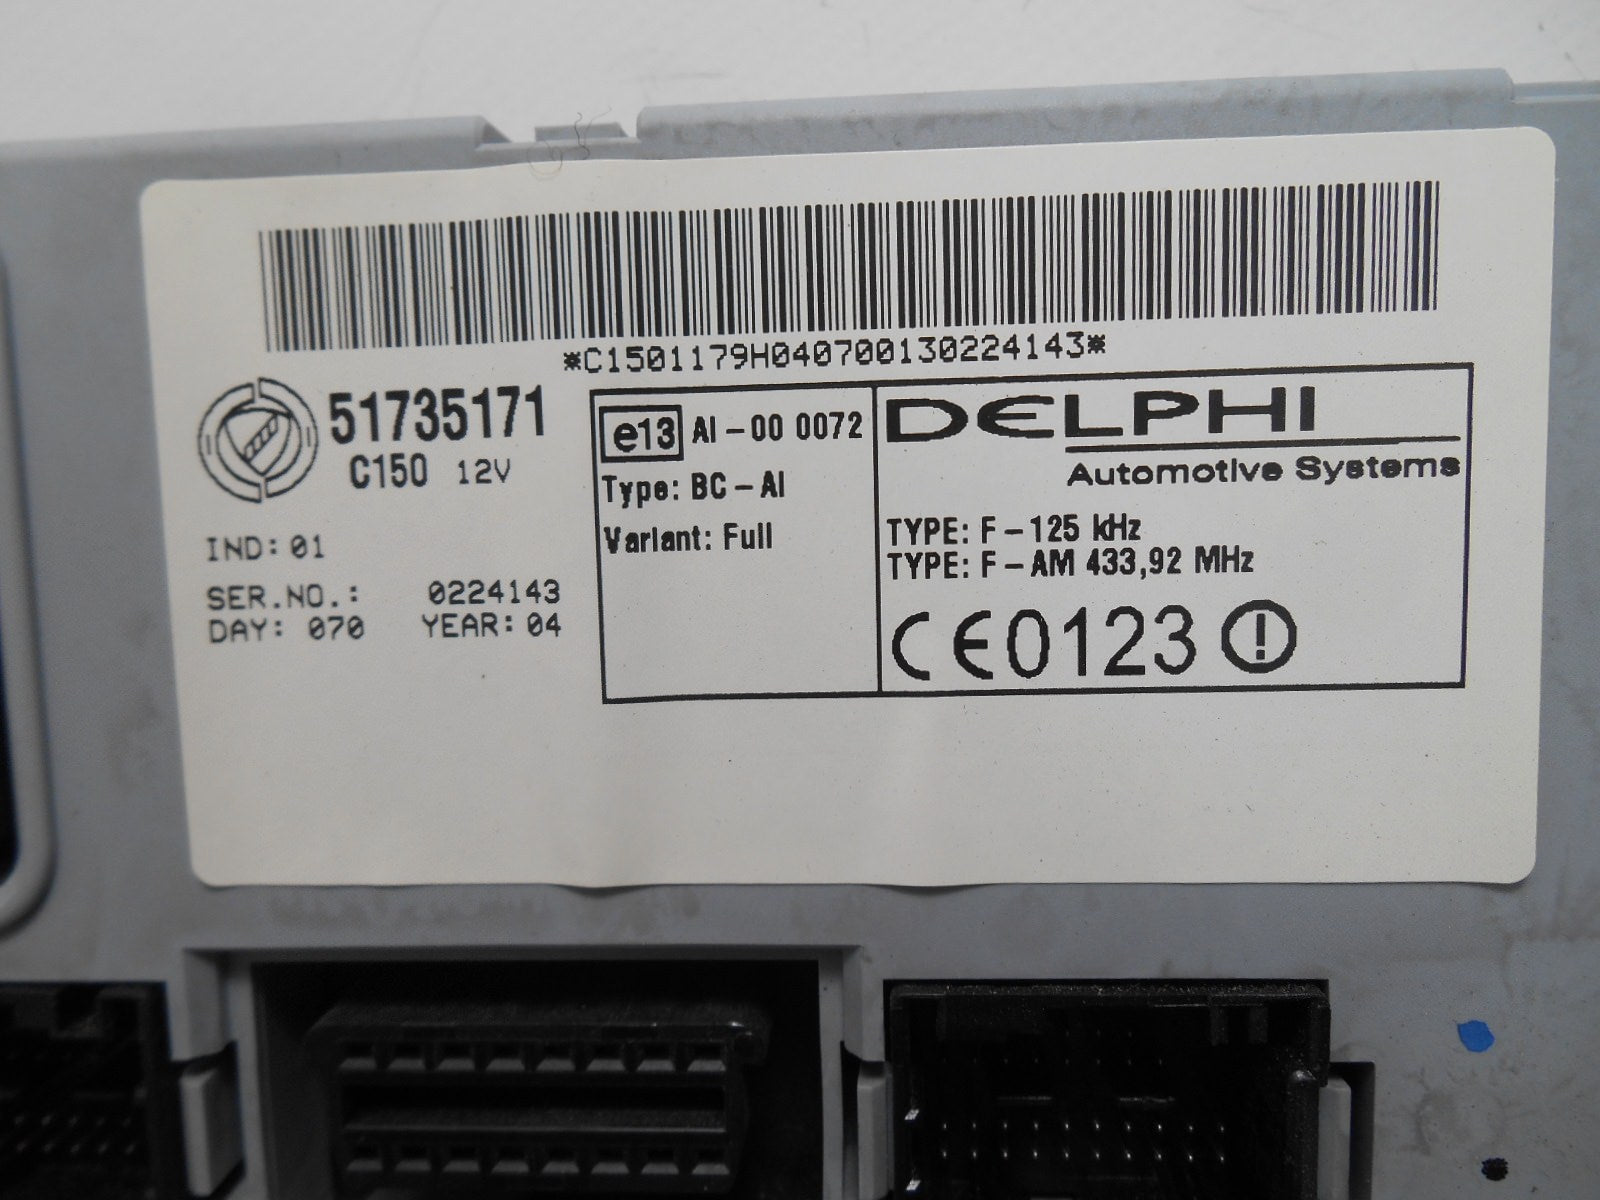 *C1501179H040700130224143*
51735171
C150 12V
IND: 01
SER.NO.: 0224143
DAY: 070 YEAR: 04
e13 AI-00 0072
Type: BC-AI
Variant: Full
DELPHI
Automotive Systems
TYPE: F-125 kHz
TYPE: F-AM 433,92 MHz
CE0123